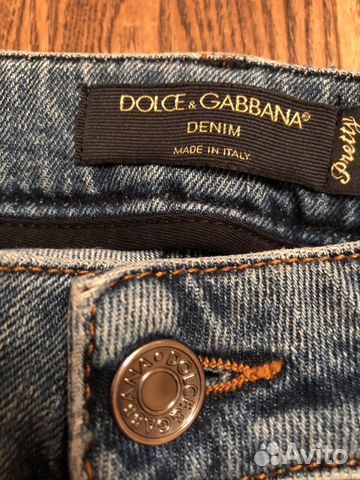 DOLCE & GABBANA®
DENIM
MADE IN ITALY
Pretty
DOLCE & GABBANA
Avito